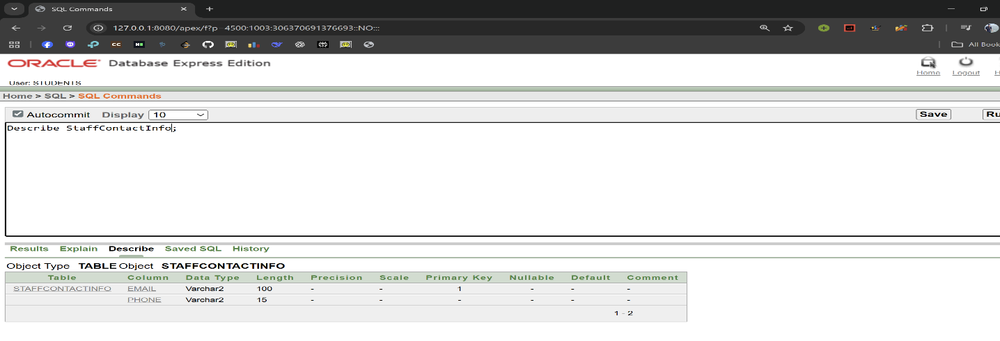 SQL Commands
127.0.0.1:8080/apex/f?p=4500:1003:306370691376693::NO:::
All Book
ORACLE Database Express Edition
Home Logout H
User: STUDENTS
Home > SQL > SQL Commands
Autocommit Display 10 Save Ru
Describe StaffContactInfo;
Results Explain Describe Saved SQL History
Object Type TABLE Object STAFFCONTACTINFO
Table Column Data Type Length Precision Scale Primary Key Nullable Default Comment
STAFFCONTACTINFO EMAIL Varchar2 100 - - 1 - - -
PHONE Varchar2 15 - - - - - -
1 - 2